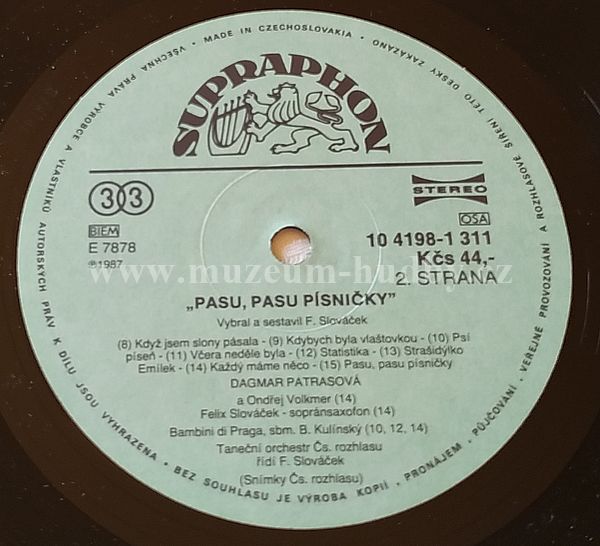 MADE IN CZECHOSLOVAKIA • VŠECHNA PRÁVA VÝROBCE A VLASTNÍKŮ AUTORSKÝCH PRÁV K DÍLU JSOU VYHRAZENA • BEZ SOUHLASU JE VÝROBA KOPIÍ, PRONÁJEM, PŮJČOVÁNÍ, VEŘEJNÉ PROVOZOVÁNÍ A ROZHLASOVÉ ŠÍŘENÍ TÉTO DESKY ZAKÁZÁNO
SUPRAPHON
33
STEREO
BIEM
OSA
E 7878
10 4198-1 311
℗1987
Kčs 44,-
2. STRANA
www.muzeum-hudby.cz
„PASU, PASU PÍSNIČKY”
Vybral a sestavil F. Slováček
(8) Když jsem slony pásala - (9) Kdybych byla vlaštovkou - (10) Psí
píseň - (11) Včera neděle byla - (12) Statistika - (13) Strašidýlko
Emílek - (14) Každý máme něco - (15) Pasu, pasu písničky
DAGMAR PATRASOVÁ
a Ondřej Volkmer (14)
Felix Slováček - sopránsaxofon (14)
Bambini di Praga, sbm. B. Kulínský (10, 12, 14)
Taneční orchestr Čs. rozhlasu
řídí F. Slováček
(Snímky Čs. rozhlasu)